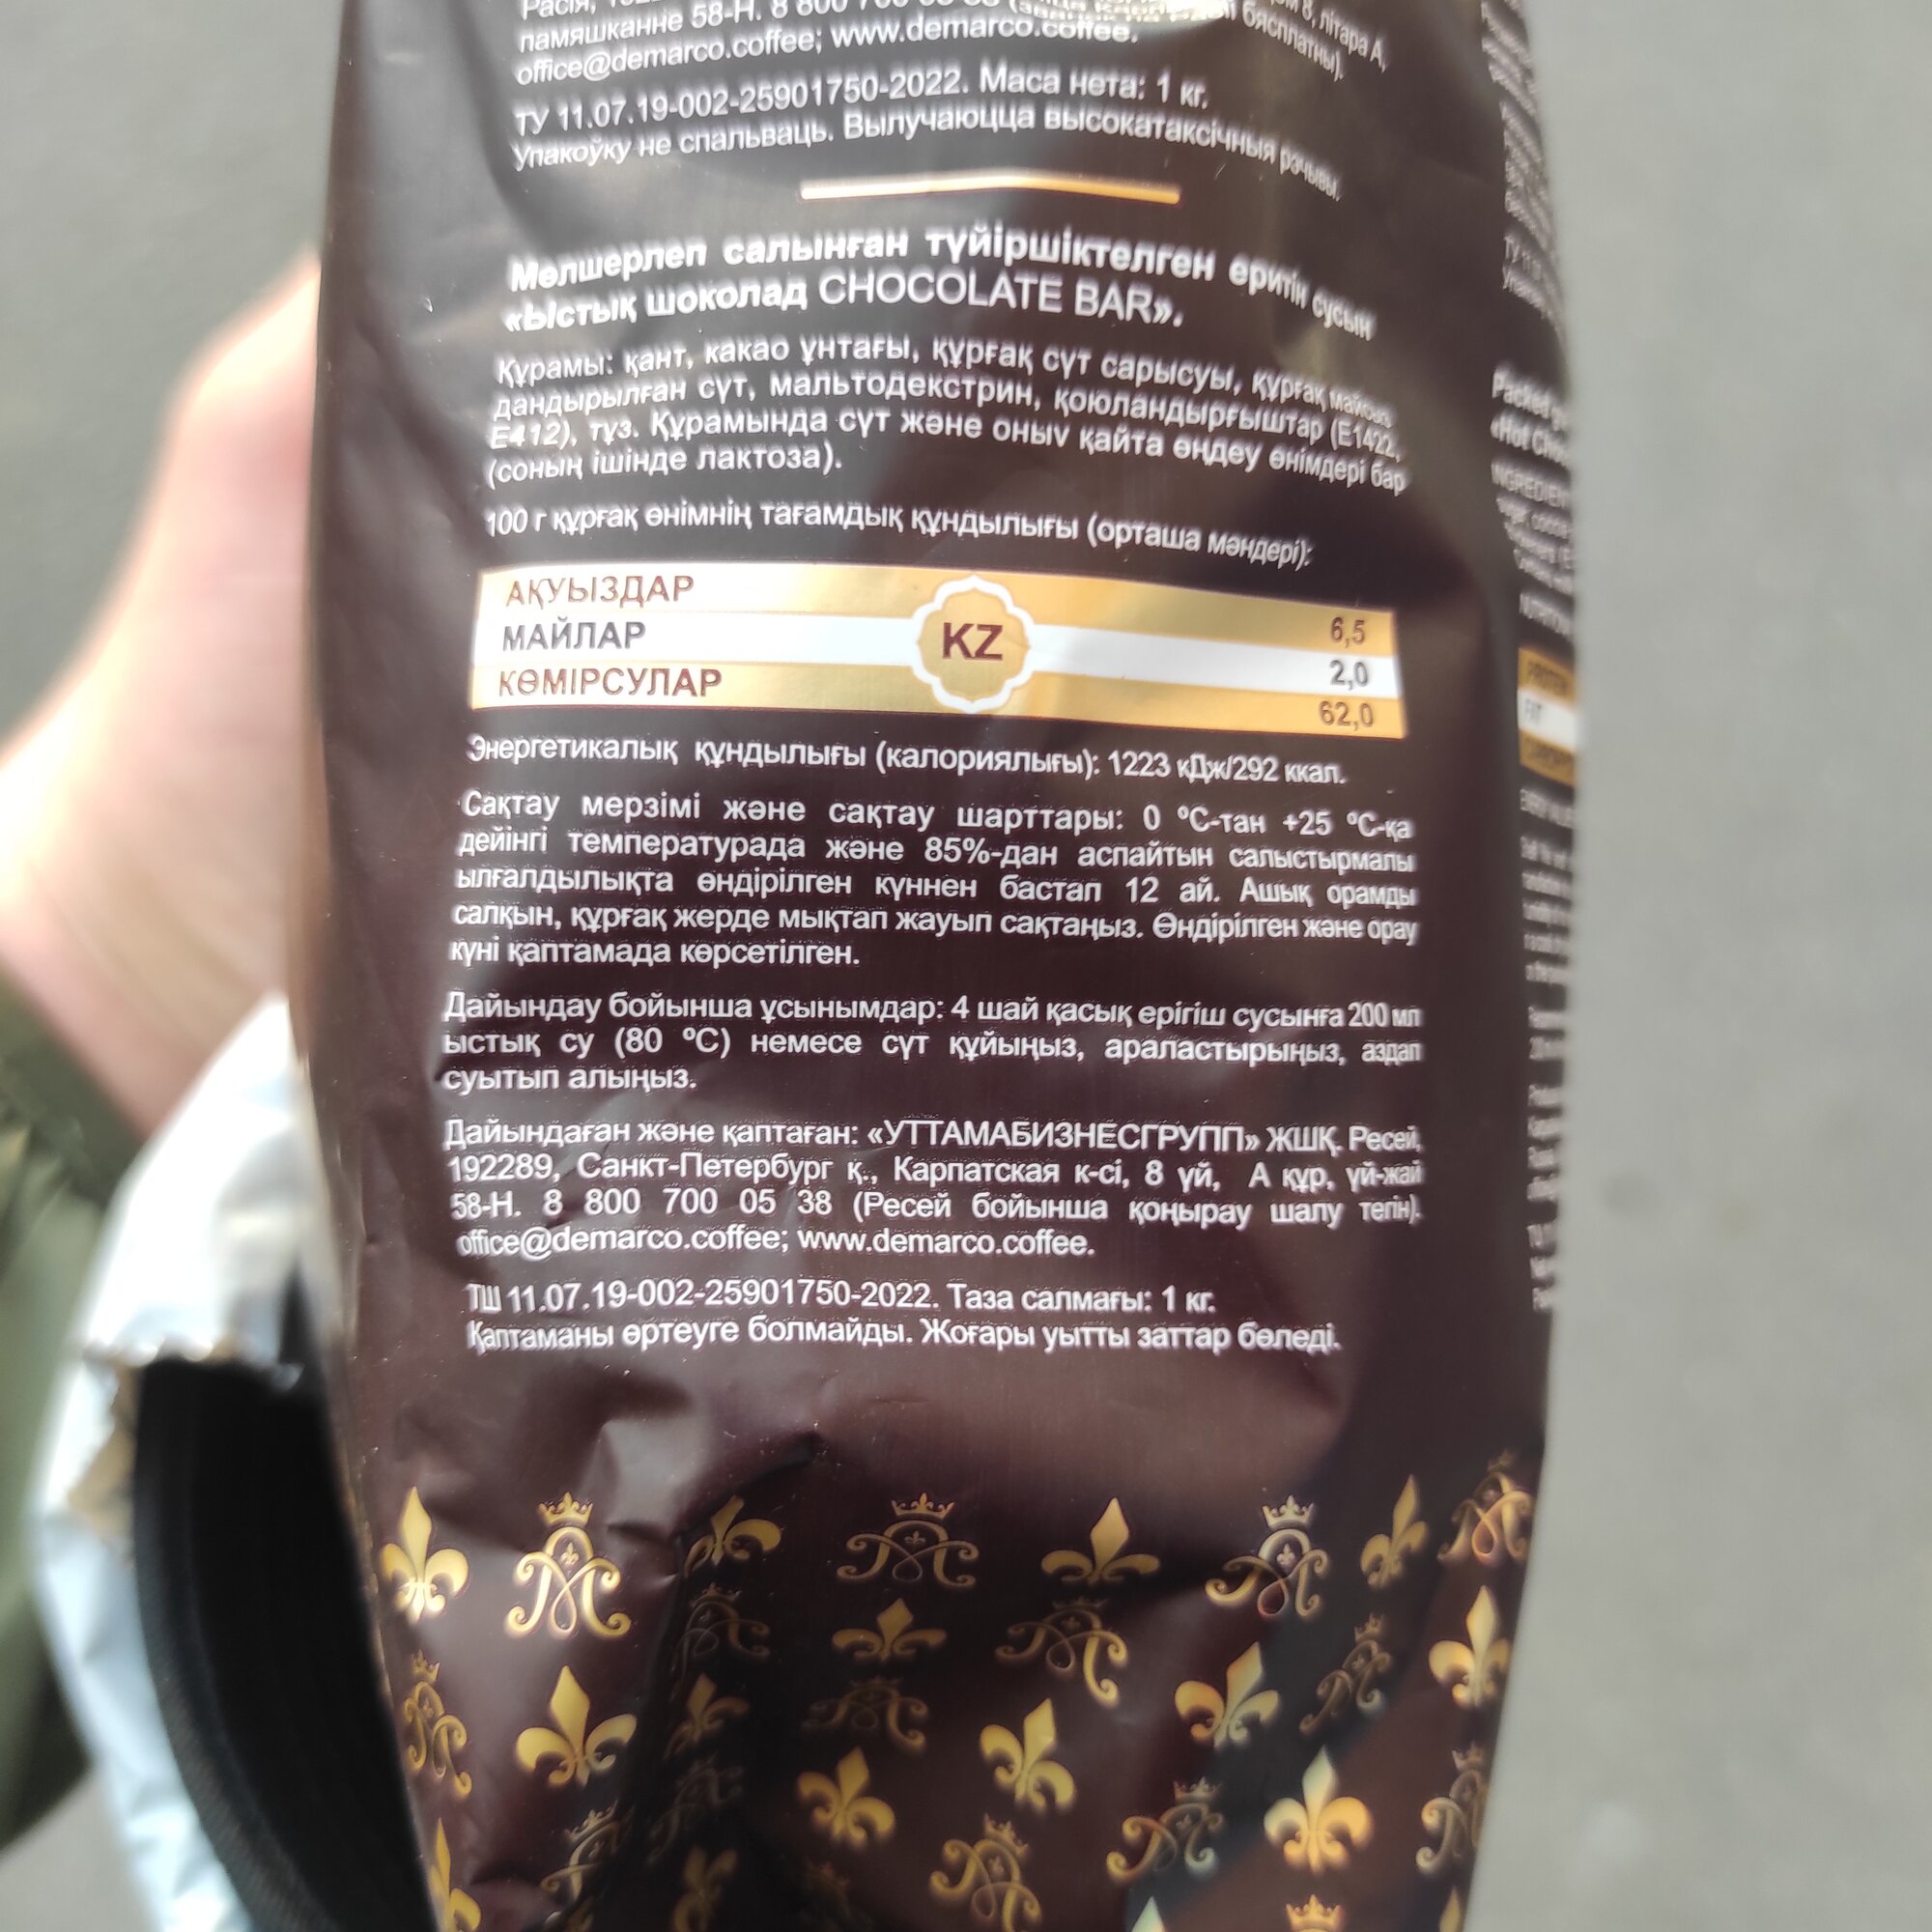 памяшканне 58-Н. 8 800 700 бясплатны).
office@demarco.coffee; www.demarco.coffee.
ТУ 11.07.19-002-25901750-2022. Маса нета: 1 кг.
Упакоўку не спальваць. Вылучаюцца высокатаксічныя рэчывы.
Мөлшерлеп салынған түйіршіктелген еритін сусын
«Ыстық шоколад CHOCOLATE BAR».
Құрамы: қант, какао ұнтағы, құрғақ сүт сарысуы, құрғақ майсыз
дандырылған сүт, мальтодекстрин, қоюландырғыштар (Е1422,
Е412), тұз. Құрамында сүт және оныѵ қайта өңдеу өнімдері бар
(соның ішінде лактоза).
100 г құрғақ өнімнің тағамдық құндылығы (орташа мәндері):
АҚУЫЗДАР 6,5
МАЙЛАР 2,0
КӨМІРСУЛАР 62,0
KZ
Энергетикалық құндылығы (калориялығы): 1223 кДж/292 ккал.
Сақтау мерзімі және сақтау шарттары: 0 ºС-тан +25 ºС-қа
дейінгі температурада және 85%-дан аспайтын салыстырмалы
ылғалдылықта өндірілген күннен бастап 12 ай. Ашық орамды
салқын, құрғақ жерде мықтап жауып сақтаңыз. Өндірілген және орау
күні қаптамада көрсетілген.
Дайындау бойынша ұсынымдар: 4 шай қасық ерігіш сусынға 200 мл
ыстық су (80 ºС) немесе сүт құйыңыз, араластырыңыз, аздап
суытып алыңыз.
Дайындаған және қаптаған: «УТТАМАБИЗНЕСГРУПП» ЖШҚ. Ресей,
192289, Санкт-Петербург қ., Карпатская к-сі, 8 үй, А құр, үй-жай
58-Н. 8 800 700 05 38 (Ресей бойынша қоңырау шалу тегін).
office@demarco.coffee; www.demarco.coffee.
ТШ 11.07.19-002-25901750-2022. Таза салмағы: 1 кг.
Қаптаманы өртеуге болмайды. Жоғары уытты заттар бөледі.